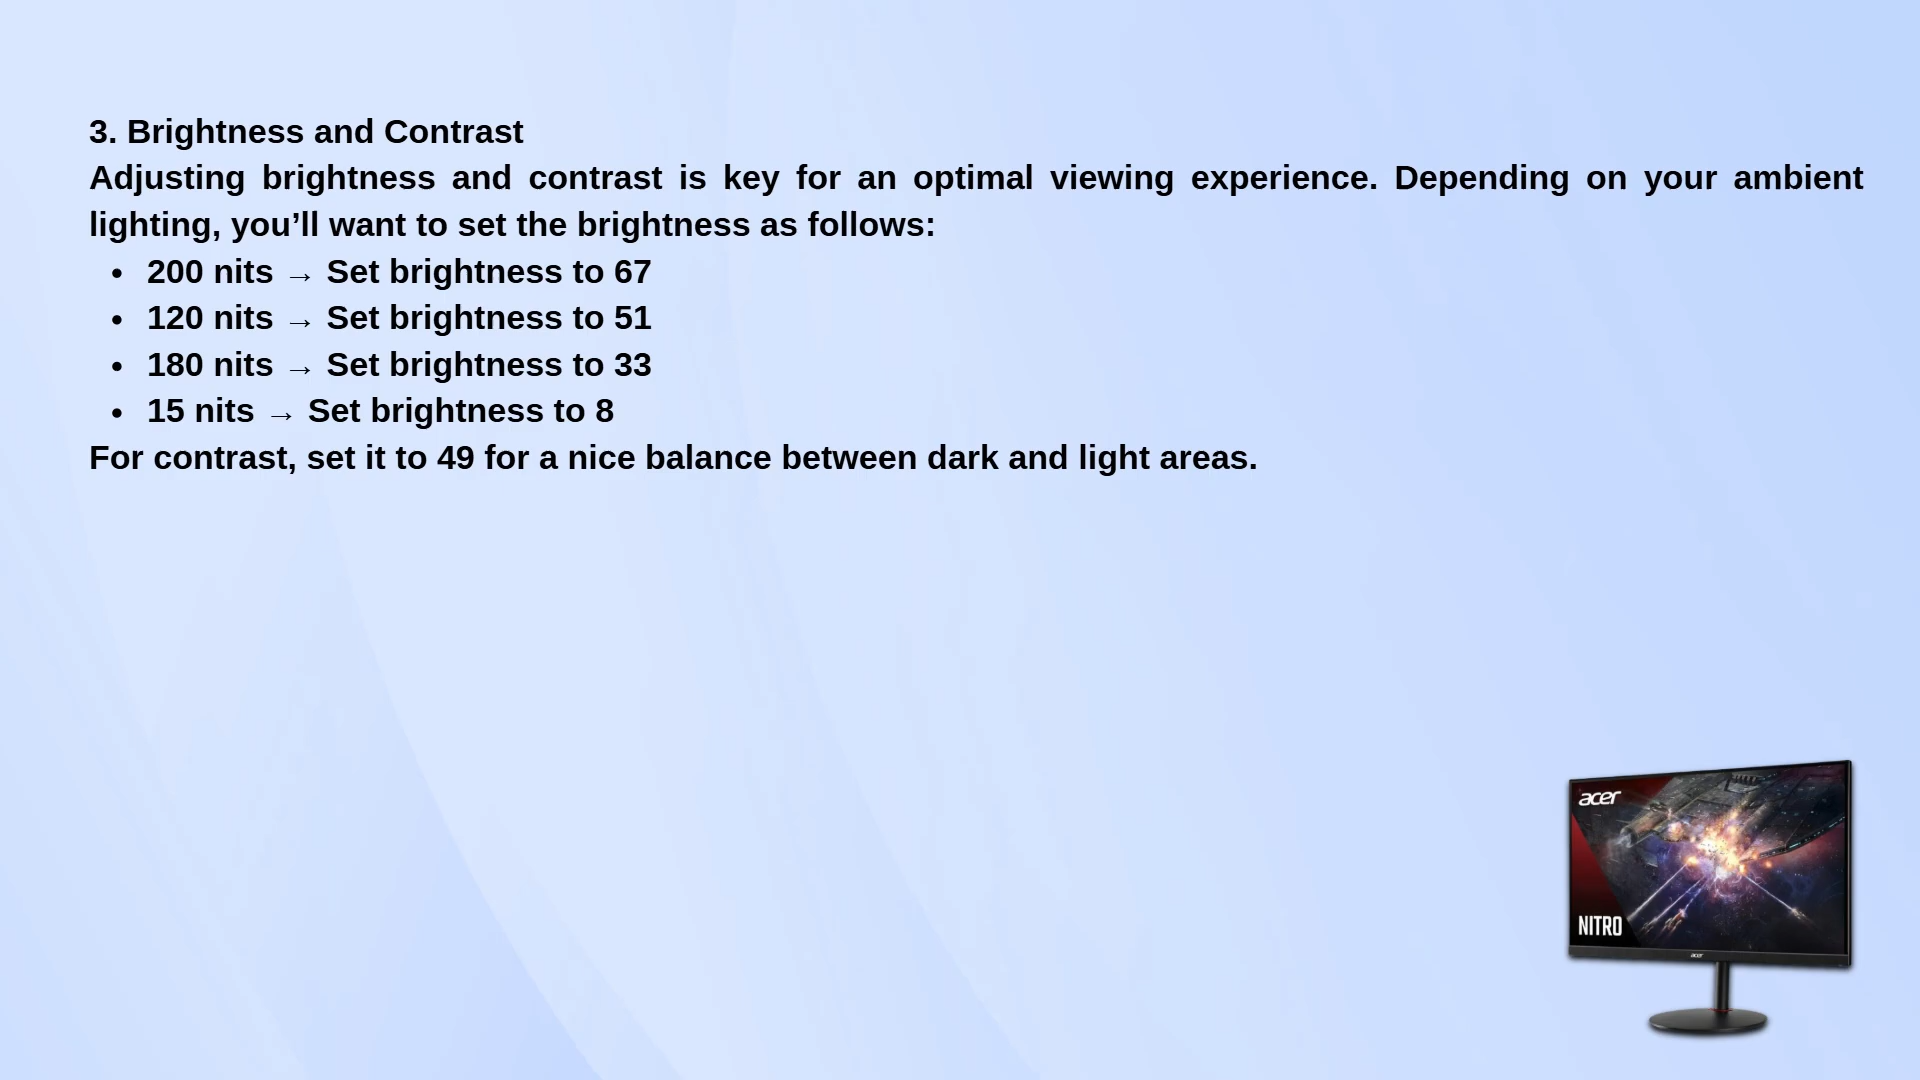 3. Brightness and Contrast
Adjusting brightness and contrast is key for an optimal viewing experience. Depending on your ambient
lighting, you’ll want to set the brightness as follows:
• 200 nits → Set brightness to 67
• 120 nits → Set brightness to 51
• 180 nits → Set brightness to 33
• 15 nits → Set brightness to 8
For contrast, set it to 49 for a nice balance between dark and light areas.
acer
NITRO
acer